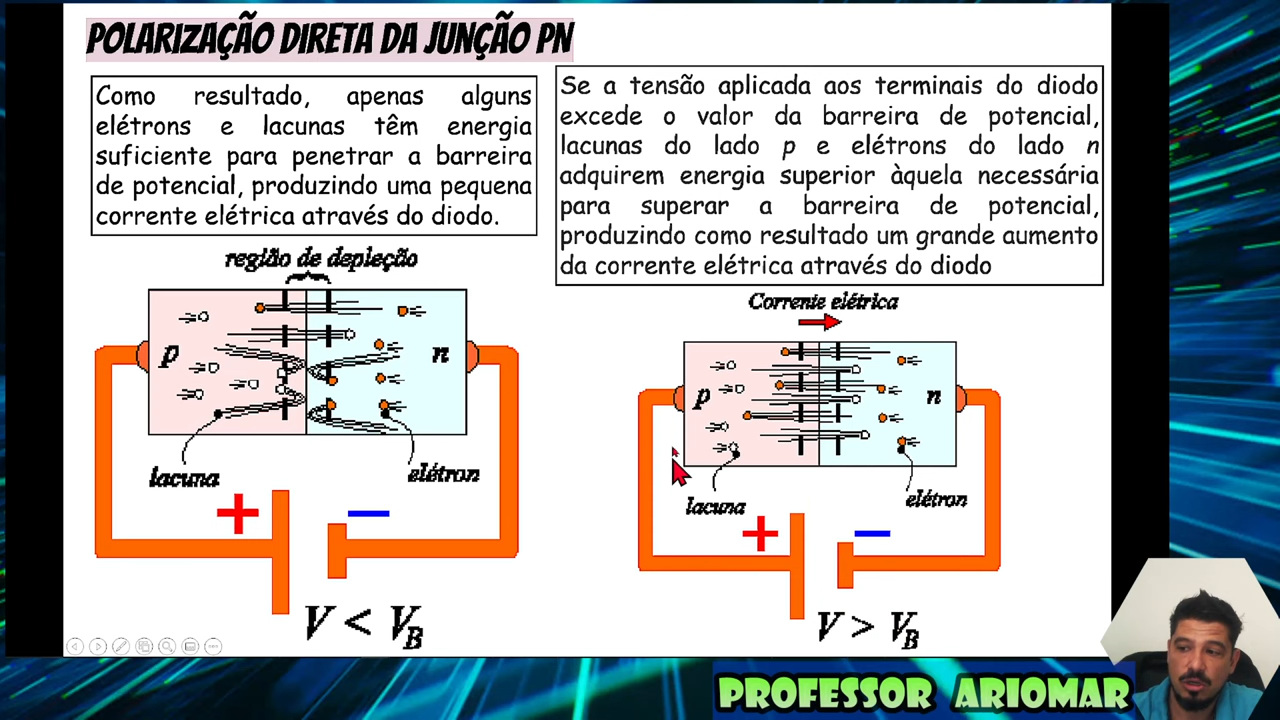 POLARIZAÇÃO DIRETA DA JUNÇÃO PN
Como resultado, apenas alguns
elétrons e lacunas têm energia
suficiente para penetrar a barreira
de potencial, produzindo uma pequena
corrente elétrica através do diodo.
região de depleção
p
n
lacuna
elétron
+
−
V < VB
Se a tensão aplicada aos terminais do diodo
excede o valor da barreira de potencial,
lacunas do lado p e elétrons do lado n
adquirem energia superior àquela necessária
para superar a barreira de potencial,
produzindo como resultado um grande aumento
da corrente elétrica através do diodo
Corrente elétrica
p
n
lacuna
elétron
+
−
V > VB
PROFESSOR ARIOMAR